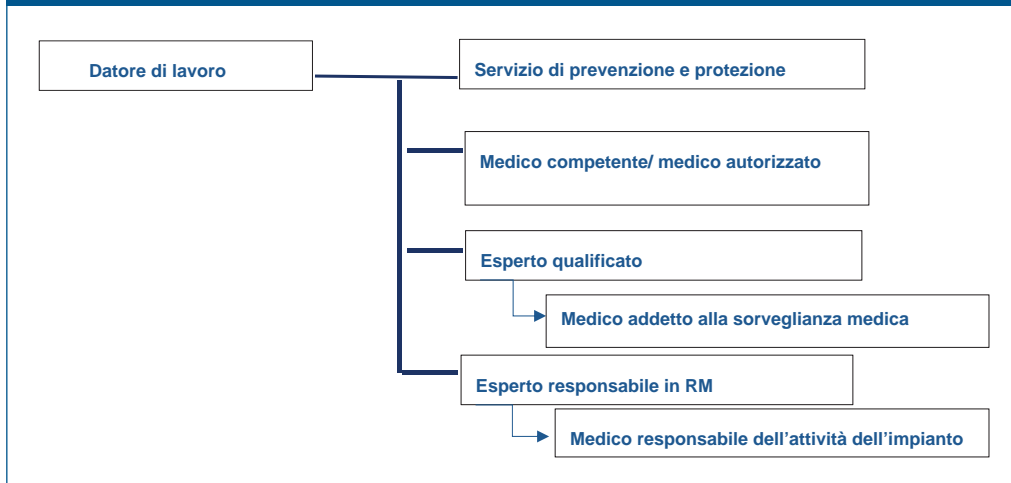 Datore di lavoro
Servizio di prevenzione e protezione
Medico competente/ medico autorizzato
Esperto qualificato
Medico addetto alla sorveglianza medica
Esperto responsabile in RM
Medico responsabile dell’attività dell’impianto